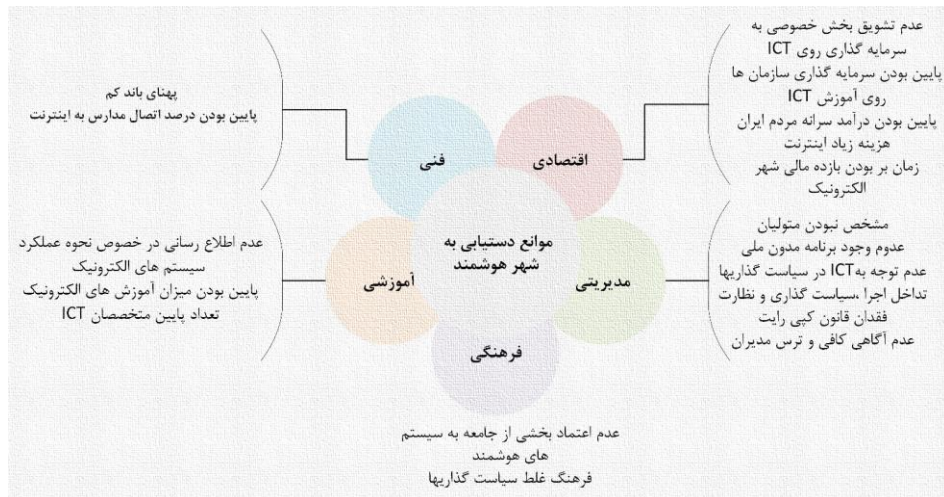 عدم تشویق بخش خصوصی به
سرمایه گذاری روی ICT
پایین بودن سرمایه گذاری سازمان ها
روی آموزش ICT
پایین بودن درآمد سرانه مردم ایران
هزینه زیاد اینترنت
زمان بر بودن بازده مالی شهر
الکترونیک
پهنای باند کم
پایین بودن درصد اتصال مدارس به اینترنت
اقتصادی
فنی
موانع دستیابی به
شهر هوشمند
مدیریتی
آموزشی
فرهنگی
مشخص نبودن متولیان
عدوم وجود برنامه مدون ملی
عدم توجه بهICT در سیاست گذاریها
تداخل اجرا ،سیاست گذاری و نظارت
فقدان قانون کپی رایت
عدم آگاهی کافی و ترس مدیران
عدم اطلاع رسانی در خصوص نحوه عملکرد
سیستم های الکترونیک
پایین بودن میزان آموزش های الکترونیک
تعداد پایین متخصصان ICT
عدم اعتماد بخشی از جامعه به سیستم
های هوشمند
فرهنگ غلط سیاست گذاریها